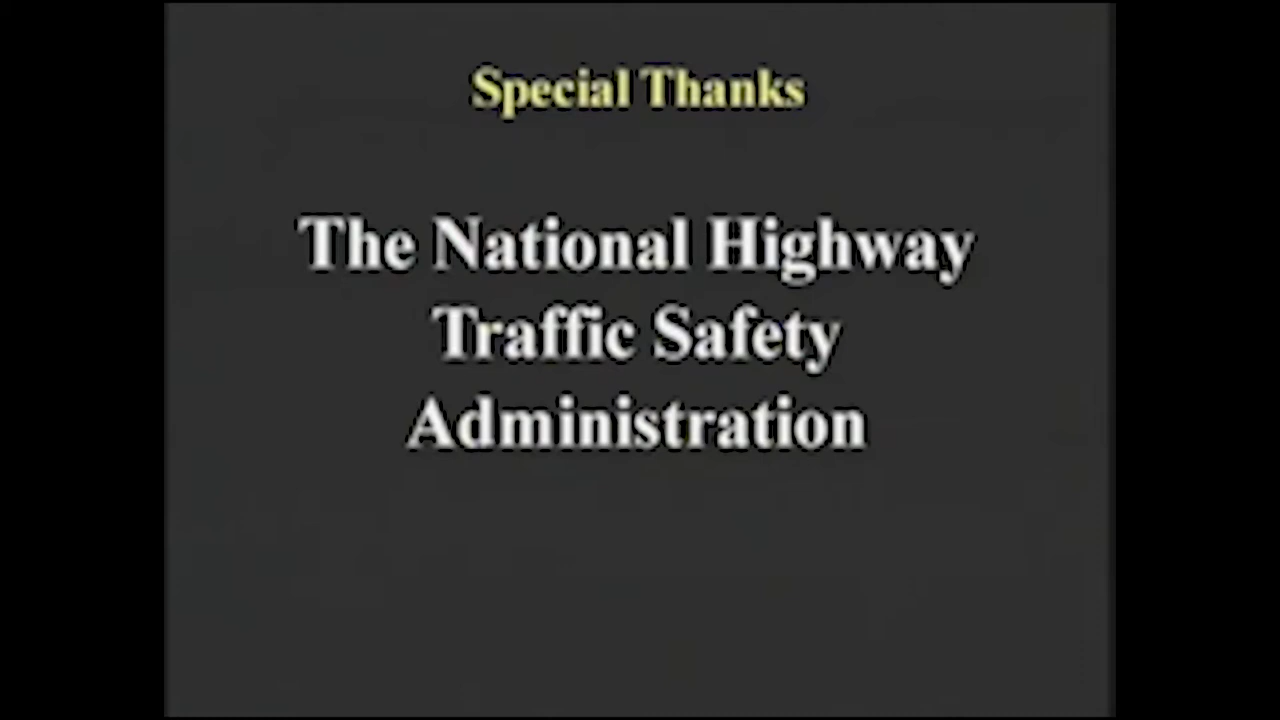 Special Thanks
The National Highway
Traffic Safety
Administration